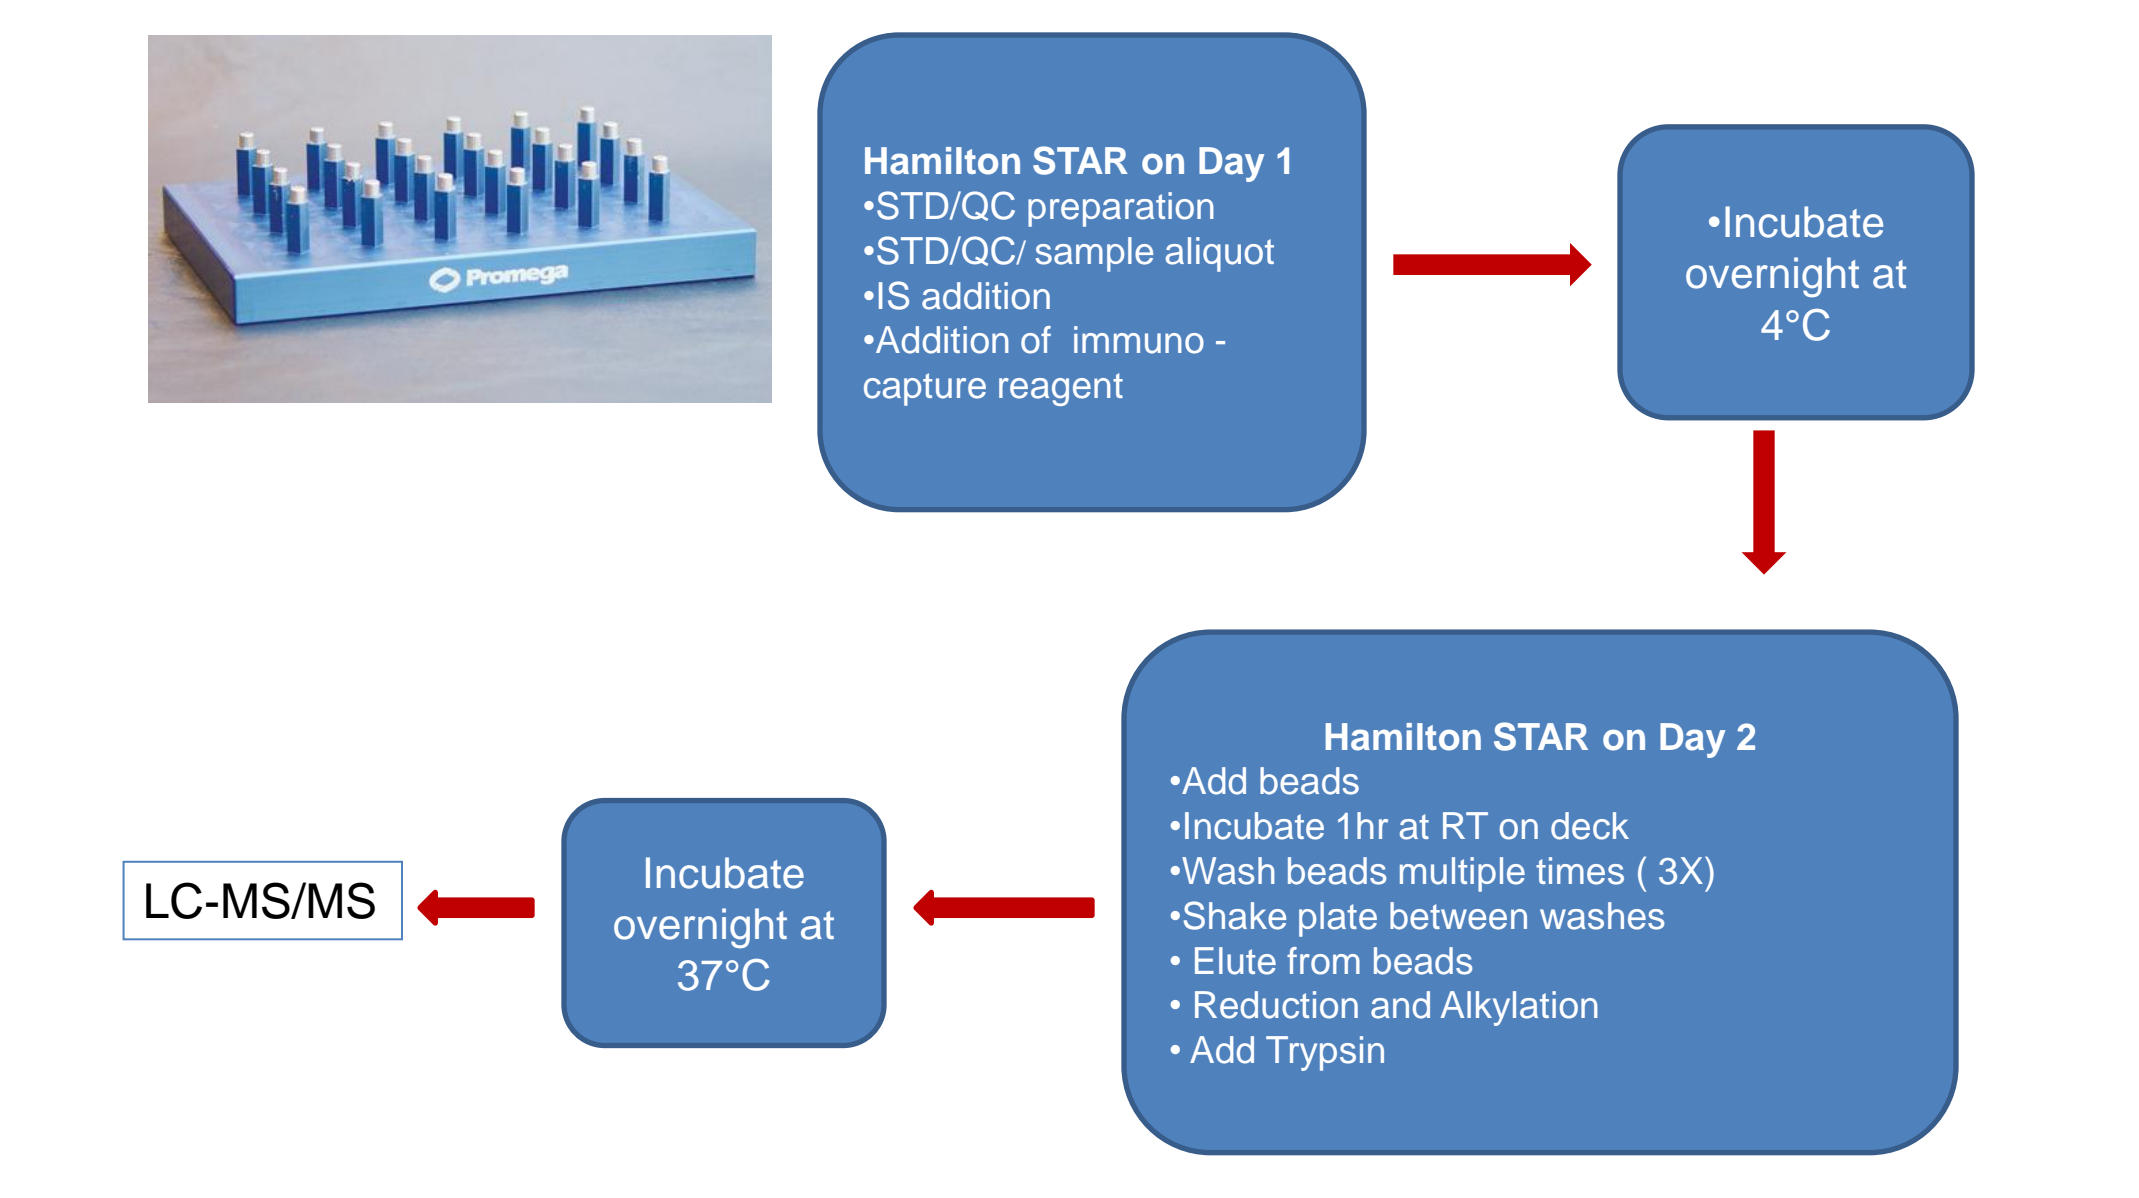 Promega
Hamilton STAR on Day 1
•STD/QC preparation
•STD/QC/ sample aliquot
•IS addition
•Addition of  immuno -
capture reagent
•Incubate
overnight at
4°C
Hamilton STAR on Day 2
•Add beads
•Incubate 1hr at RT on deck
•Wash beads multiple times ( 3X)
•Shake plate between washes
• Elute from beads
• Reduction and Alkylation
• Add Trypsin
Incubate
overnight at
37°C
LC-MS/MS